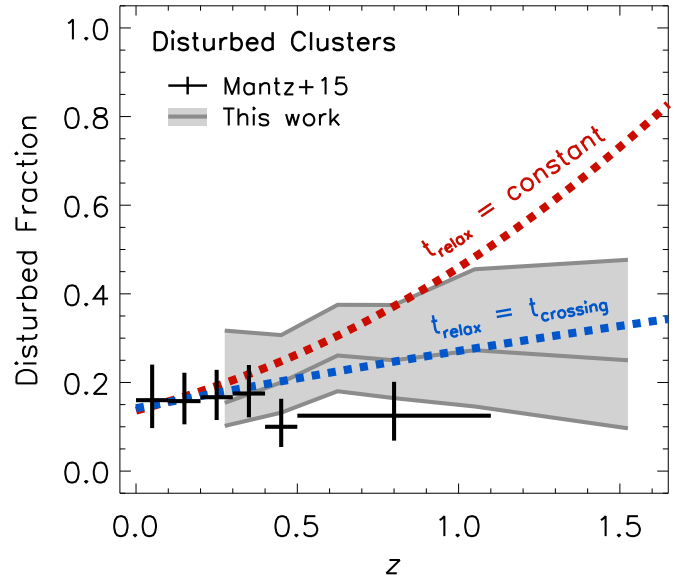 Disturbed Clusters
Mantz+15
This work
t_relax = constant
t_relax = t_crossing
Disturbed Fraction
1.0
0.8
0.6
0.4
0.2
0.0
0.0 0.5 1.0 1.5
z